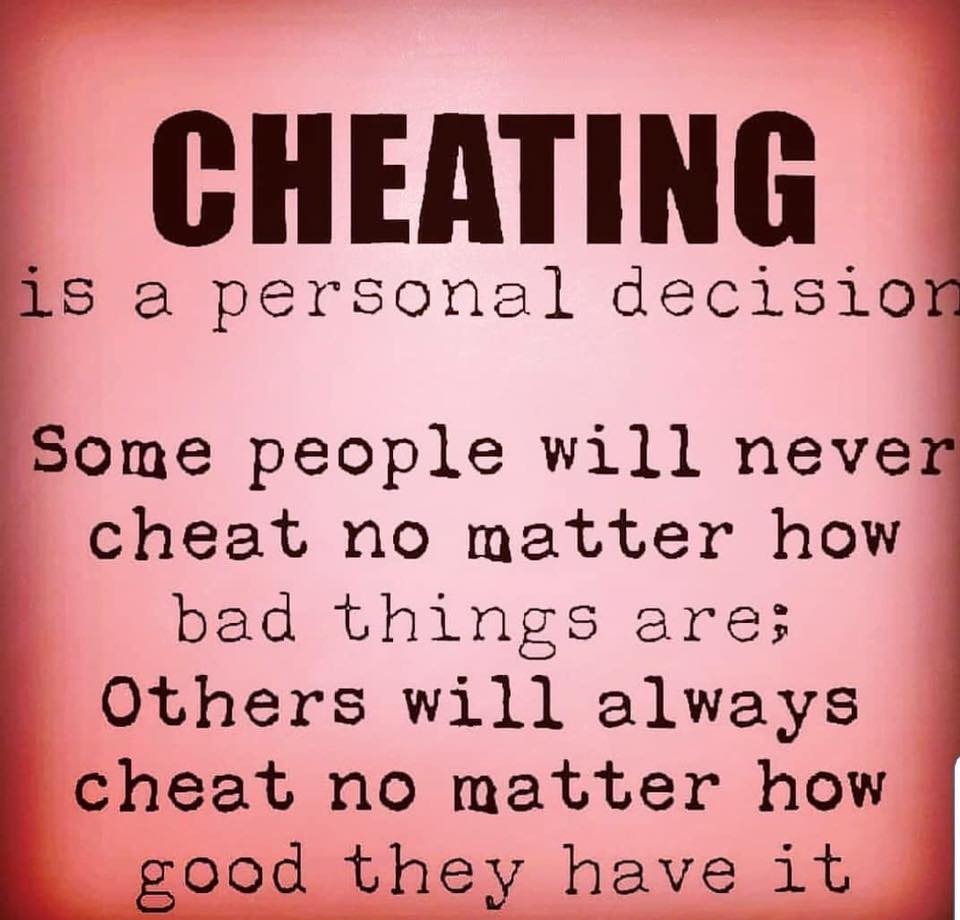 CHEATING
is a personal decision
Some people will never
cheat no matter how
bad things are;
Others will always
cheat no matter how
good they have it